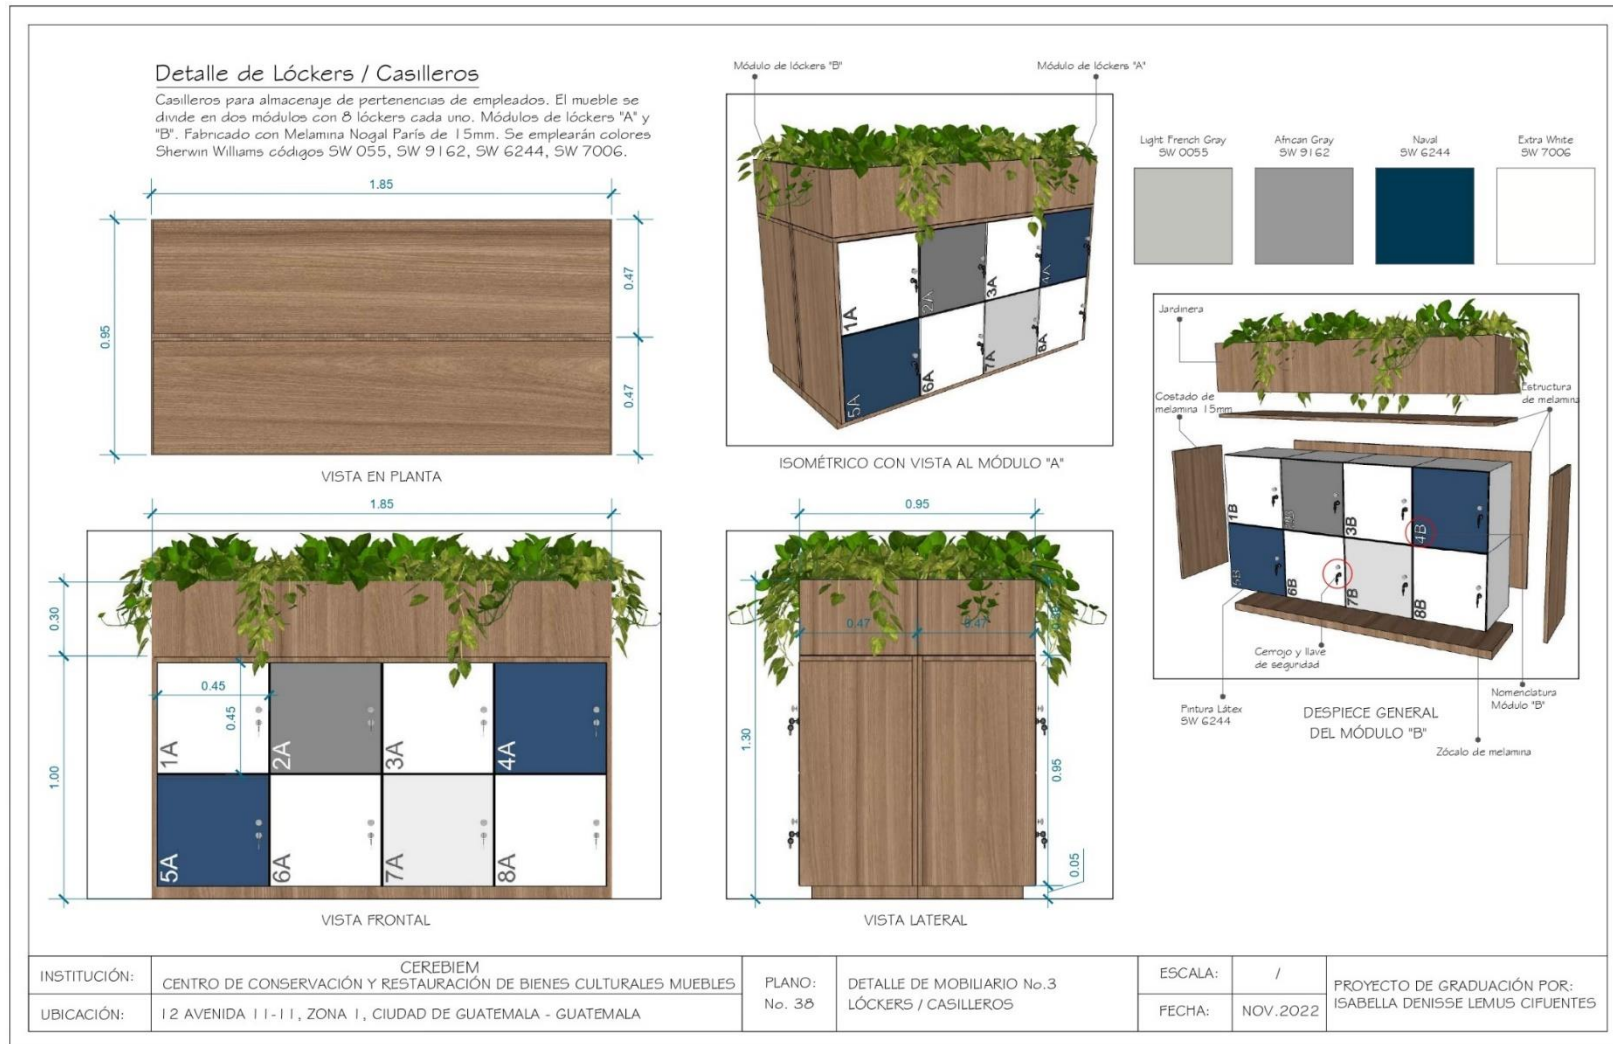 Detalle de Lóckers / Casilleros
Casilleros para almacenaje de pertenencias de empleados. El mueble se
divide en dos módulos con 8 lóckers cada uno. Módulos de lóckers "A" y
"B". Fabricado con Melamina Nogal París de 15mm. Se emplearán colores
Sherwin Williams códigos SW 055, SW 9162, SW 6244, SW 7006.
1.85
0.95
0.47
0.47
VISTA EN PLANTA
Módulo de lóckers "B"
Módulo de lóckers "A"
1A
2A
3A
4A
5A
6A
7A
8A
ISOMÉTRICO CON VISTA AL MÓDULO "A"
Light French Gray
SW 0055
African Gray
SW 9162
Naval
SW 6244
Extra White
SW 7006
Jardinera
Costado de
melamina 15mm
Estructura
de melamina
1B
2B
3B
4B
5B
6B
7B
8B
Cerrojo y llave
de seguridad
Pintura Látex
SW 6244
Nomenclatura
Módulo "B"
Zócalo de melamina
DESPIECE GENERAL
DEL MÓDULO "B"
1.85
0.30
1.00
0.45
0.45
1A
2A
3A
4A
5A
6A
7A
8A
VISTA FRONTAL
0.95
0.47
0.47
1.30
0.95
0.05
VISTA LATERAL
INSTITUCIÓN:
CEREBIEM
CENTRO DE CONSERVACIÓN Y RESTAURACIÓN DE BIENES CULTURALES MUEBLES
UBICACIÓN:
12 AVENIDA 11-11, ZONA 1, CIUDAD DE GUATEMALA - GUATEMALA
PLANO:
No. 38
DETALLE DE MOBILIARIO No.3
LÓCKERS / CASILLEROS
ESCALA:
/
FECHA:
NOV.2022
PROYECTO DE GRADUACIÓN POR:
ISABELLA DENISSE LEMUS CIFUENTES